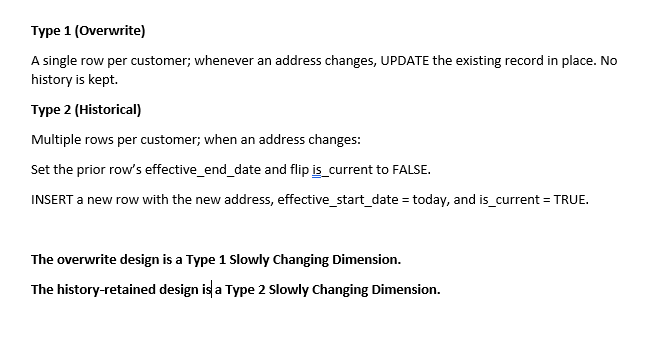 Type 1 (Overwrite)
A single row per customer; whenever an address changes, UPDATE the existing record in place. No
history is kept.
Type 2 (Historical)
Multiple rows per customer; when an address changes:
Set the prior row’s effective_end_date and flip is_current to FALSE.
INSERT a new row with the new address, effective_start_date = today, and is_current = TRUE.
The overwrite design is a Type 1 Slowly Changing Dimension.
The history-retained design is a Type 2 Slowly Changing Dimension.